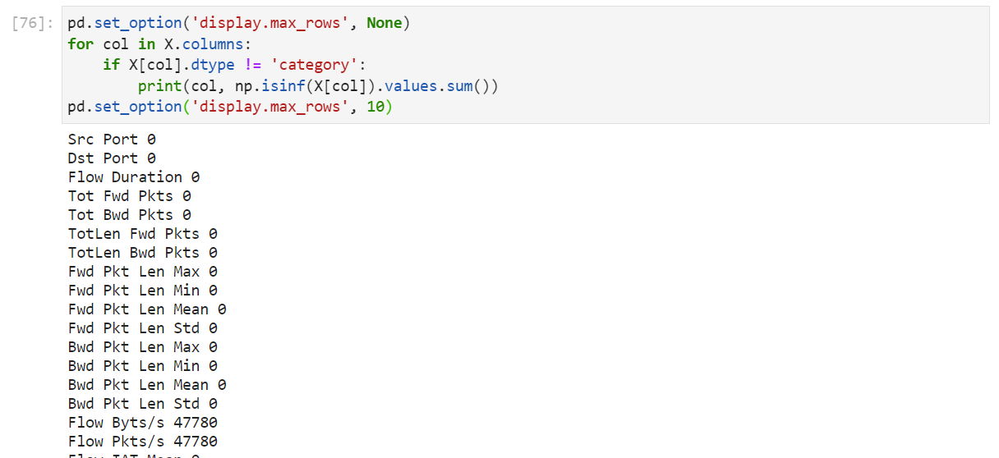 [76]: pd.set_option('display.max_rows', None)
for col in X.columns:
    if X[col].dtype != 'category':
        print(col, np.isinf(X[col]).values.sum())
pd.set_option('display.max_rows', 10)
Src Port 0
Dst Port 0
Flow Duration 0
Tot Fwd Pkts 0
Tot Bwd Pkts 0
TotLen Fwd Pkts 0
TotLen Bwd Pkts 0
Fwd Pkt Len Max 0
Fwd Pkt Len Min 0
Fwd Pkt Len Mean 0
Fwd Pkt Len Std 0
Bwd Pkt Len Max 0
Bwd Pkt Len Min 0
Bwd Pkt Len Mean 0
Bwd Pkt Len Std 0
Flow Byts/s 47780
Flow Pkts/s 47780